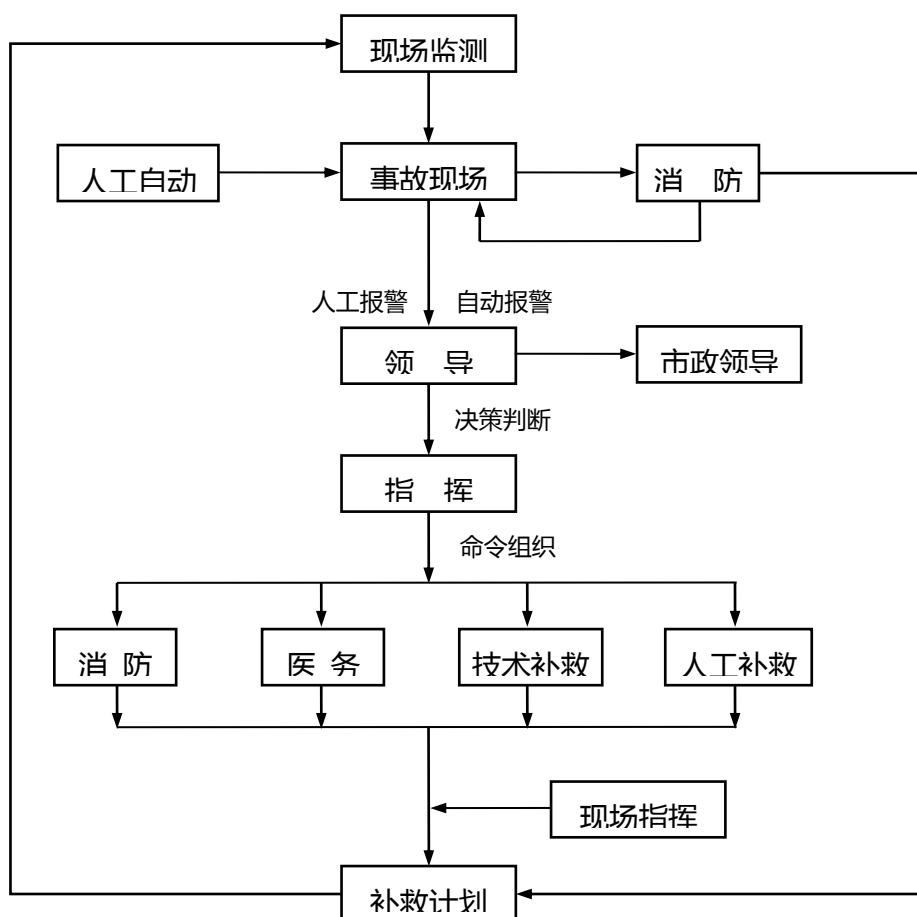 现场监测
人工自动
事故现场
消 防
人工报警
自动报警
领 导
市政领导
决策判断
指 挥
命令组织
消 防
医 务
技术补救
人工补救
现场指挥
补救计划